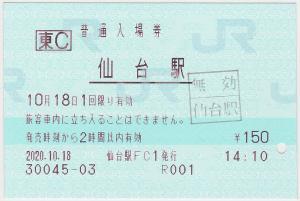 東C 普通入場券
仙台駅
無効
仙台駅
10月18日1回限り有効
旅客車内に立ち入ることはできません。
発売時刻から2時間以内有効 ¥150
2020.10.18 仙台駅FC1発行 14:10
30045-03 R001